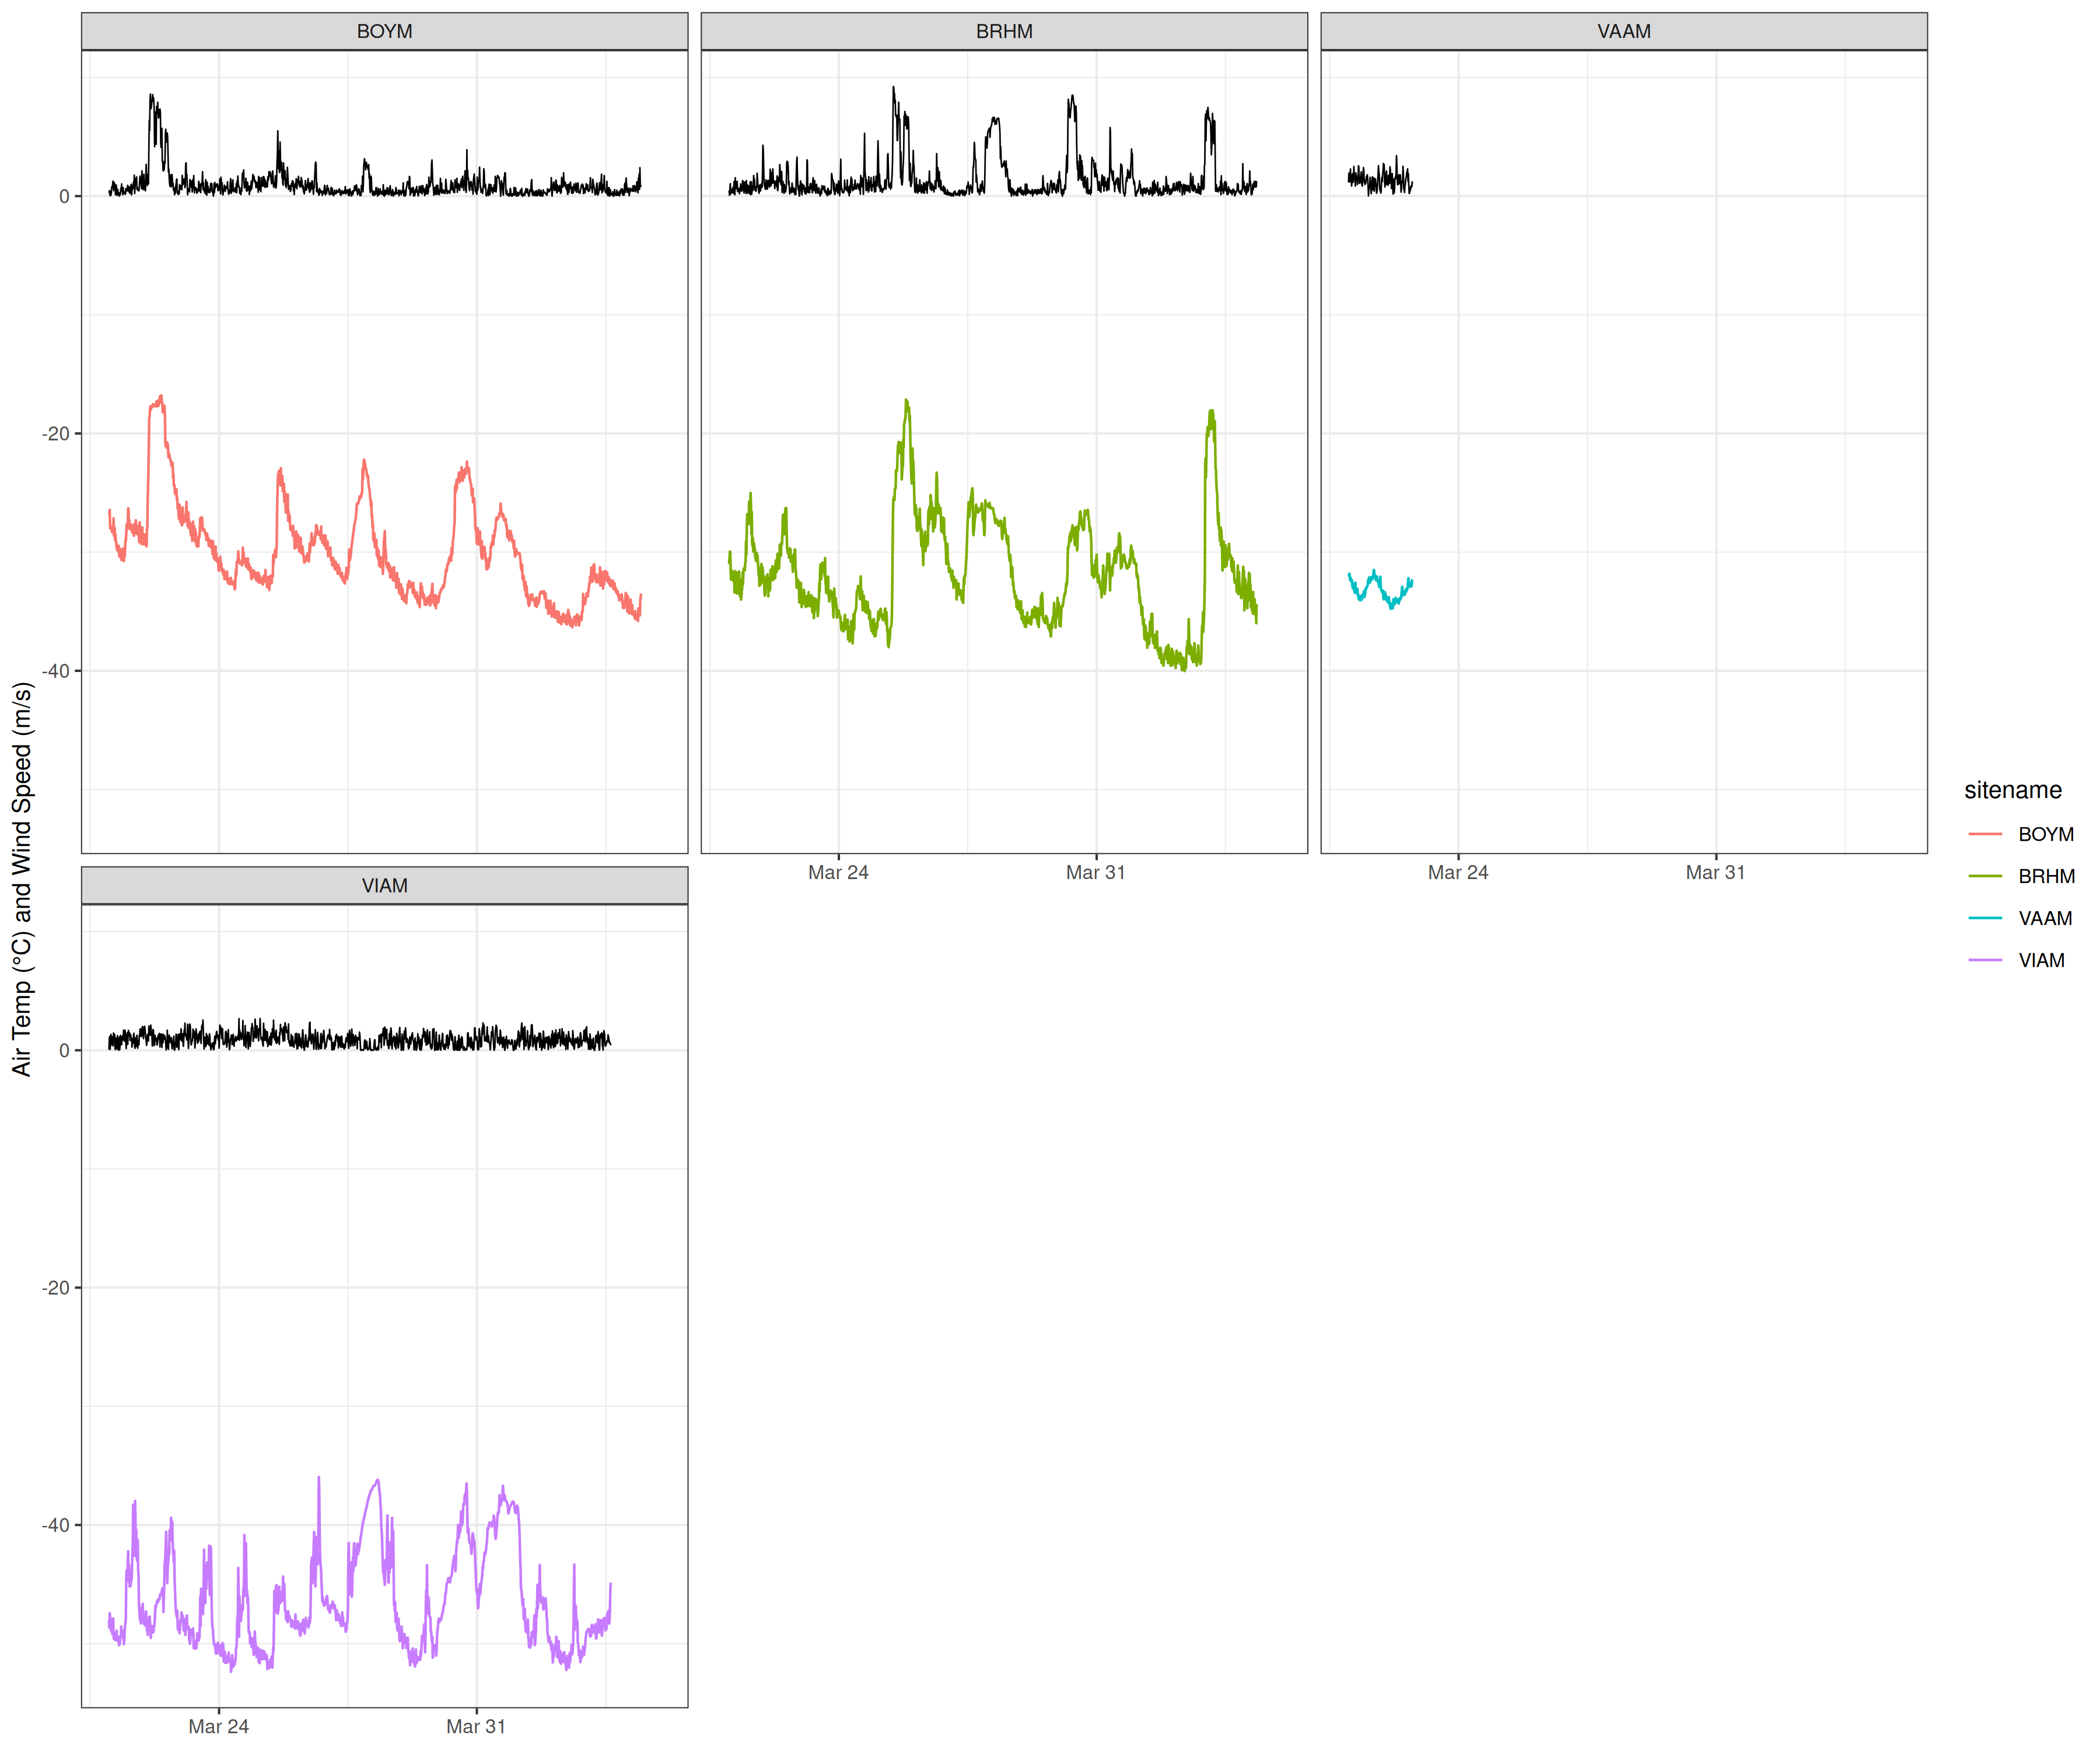 BOYM
BRHM
VAAM
0
-20
-40
Mar 24
Mar 31
Mar 24
Mar 31
VIAM
0
-20
-40
Mar 24
Mar 31
Air Temp (°C) and Wind Speed (m/s)
sitename
BOYM
BRHM
VAAM
VIAM